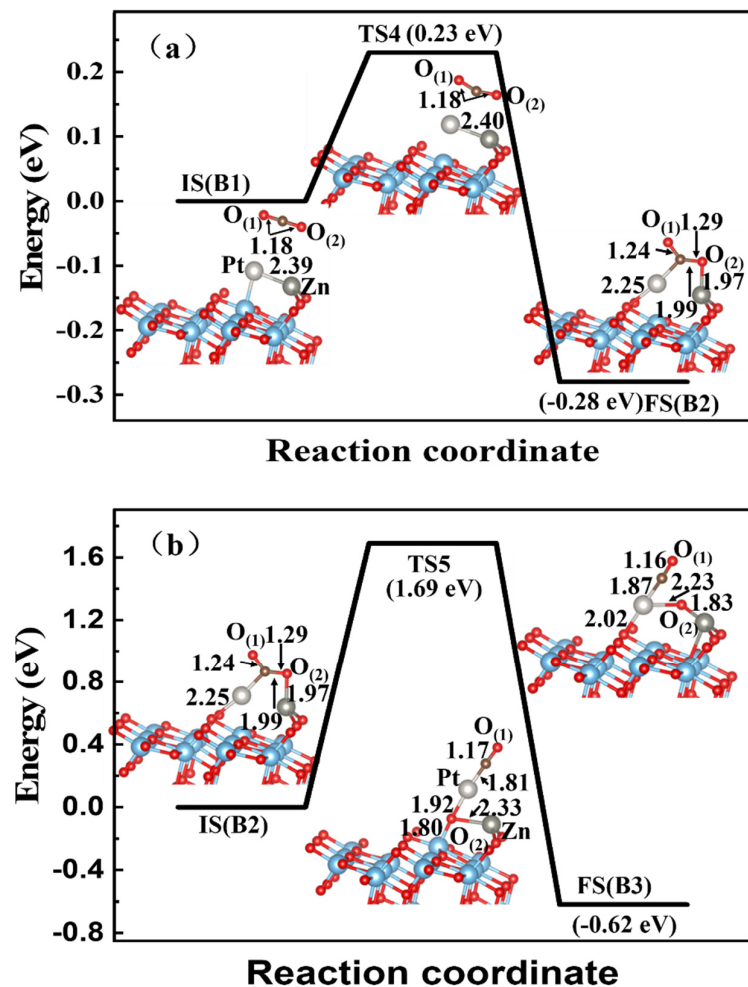 (a)
TS4 (0.23 eV)
0.2
0.1
0.0
-0.1
-0.2
-0.3
Energy (eV)
O(1)
1.18
O(2)
2.40
IS(B1)
O(1)
1.18
O(2)
Pt
2.39
Zn
O(1)
1.29
1.24
O(2)
2.25
1.97
1.99
(-0.28 eV)
FS(B2)
Reaction coordinate
(b)
1.6
1.2
0.8
0.4
0.0
-0.4
-0.8
Energy (eV)
TS5
(1.69 eV)
1.16
O(1)
1.87
2.23
1.83
2.02
O(2)
O(1)
1.29
1.24
O(2)
2.25
1.97
1.99
IS(B2)
O(1)
1.17
Pt
1.81
1.92
2.33
1.80
O(2)
Zn
FS(B3)
(-0.62 eV)
Reaction coordinate